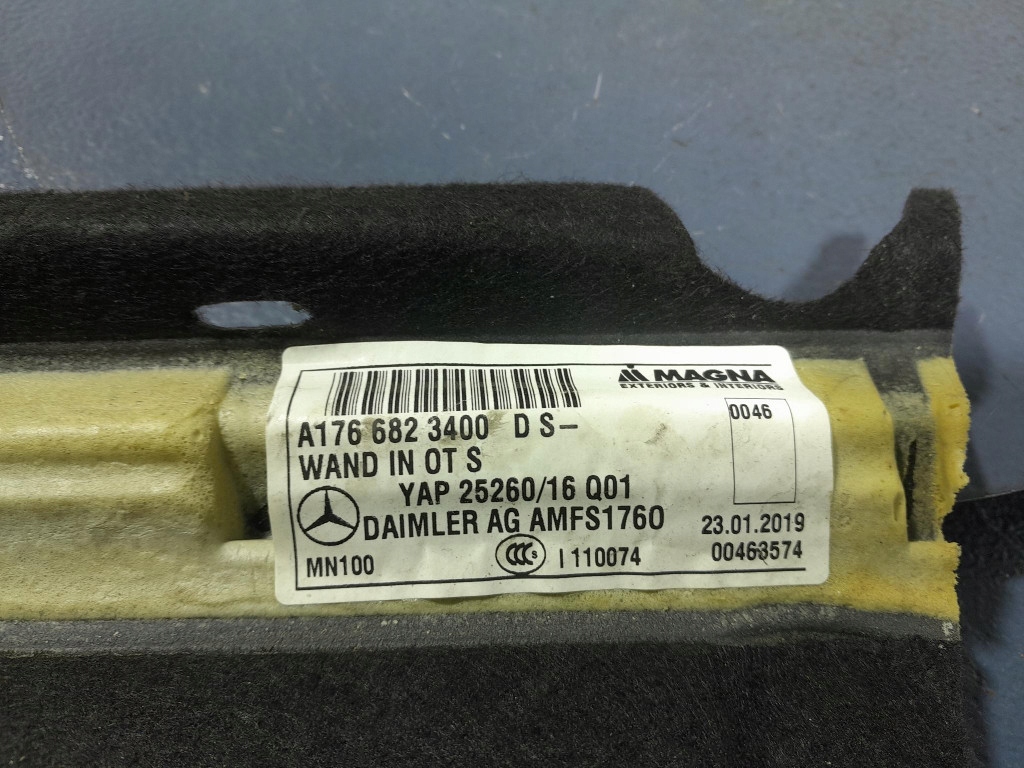 MAGNA
EXTERIORS & INTERIORS
A176 682 3400 D S-
0046
WAND IN OT S
YAP 25260/16 Q01
DAIMLER AG AMFS1760
23.01.2019
MN100
CCC S
I 110074
00463574